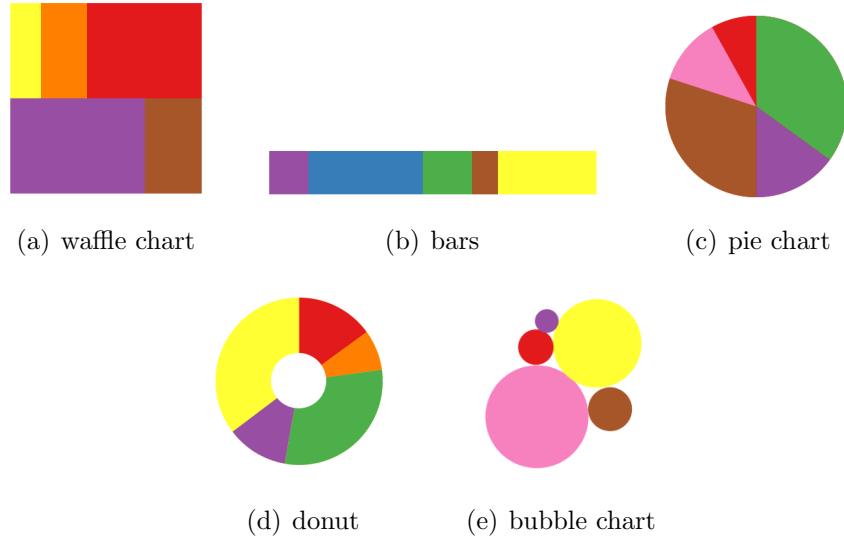 (a) waffle chart
(b) bars
(c) pie chart
(d) donut
(e) bubble chart